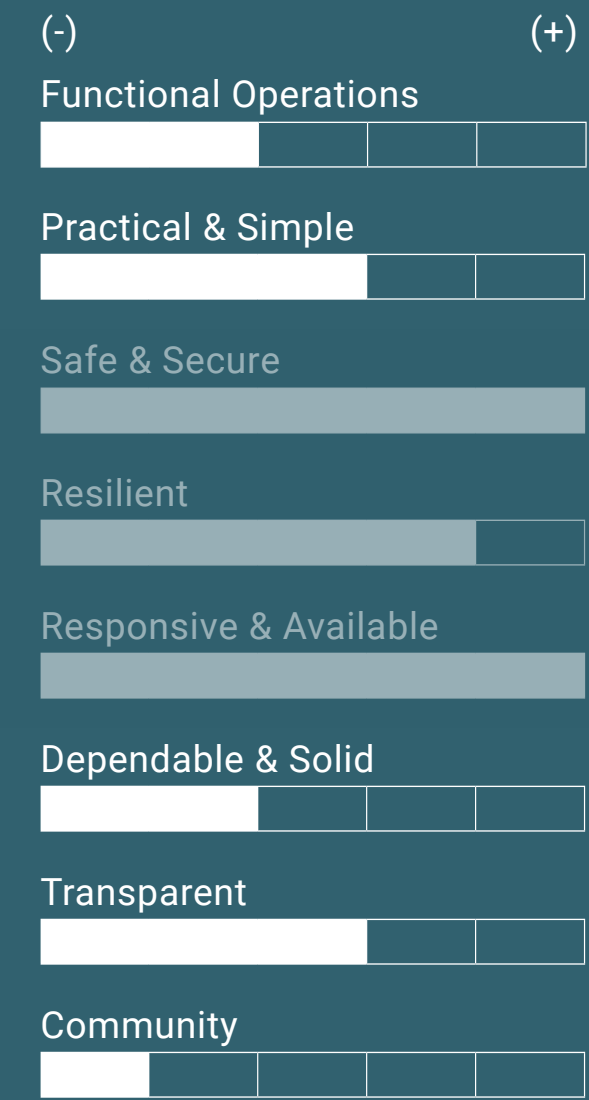 (-) (+)
Functional Operations
Practical & Simple
Safe & Secure
Resilient
Responsive & Available
Dependable & Solid
Transparent
Community